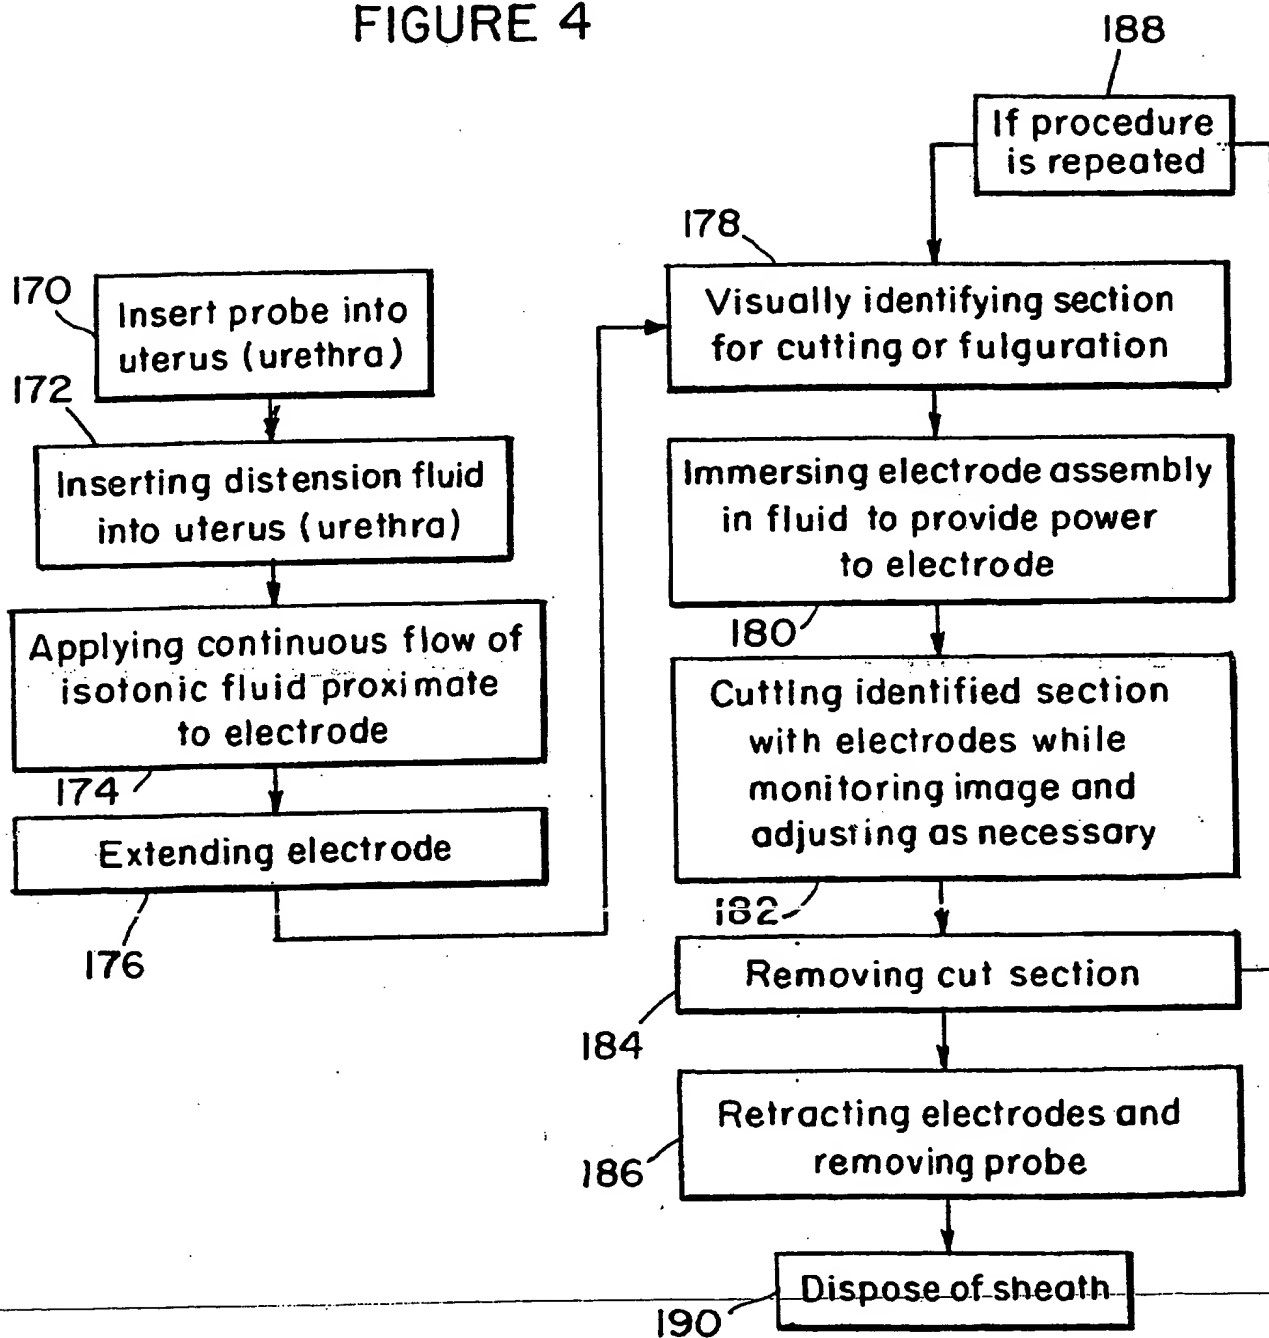 FIGURE 4
170
Insert probe into
uterus (urethra)
172
Inserting distension fluid
into uterus (urethra)
Applying continuous flow of
isotonic fluid proximate
to electrode
174
Extending electrode
176
188
If procedure
is repeated
178
Visually identifying section
for cutting or fulguration
Immersing electrode assembly
in fluid to provide power
to electrode
180
Cutting identified section
with electrodes while
monitoring image and
adjusting as necessary
182
Removing cut section
184
Retracting electrodes and
removing probe
186
Dispose of sheath
190